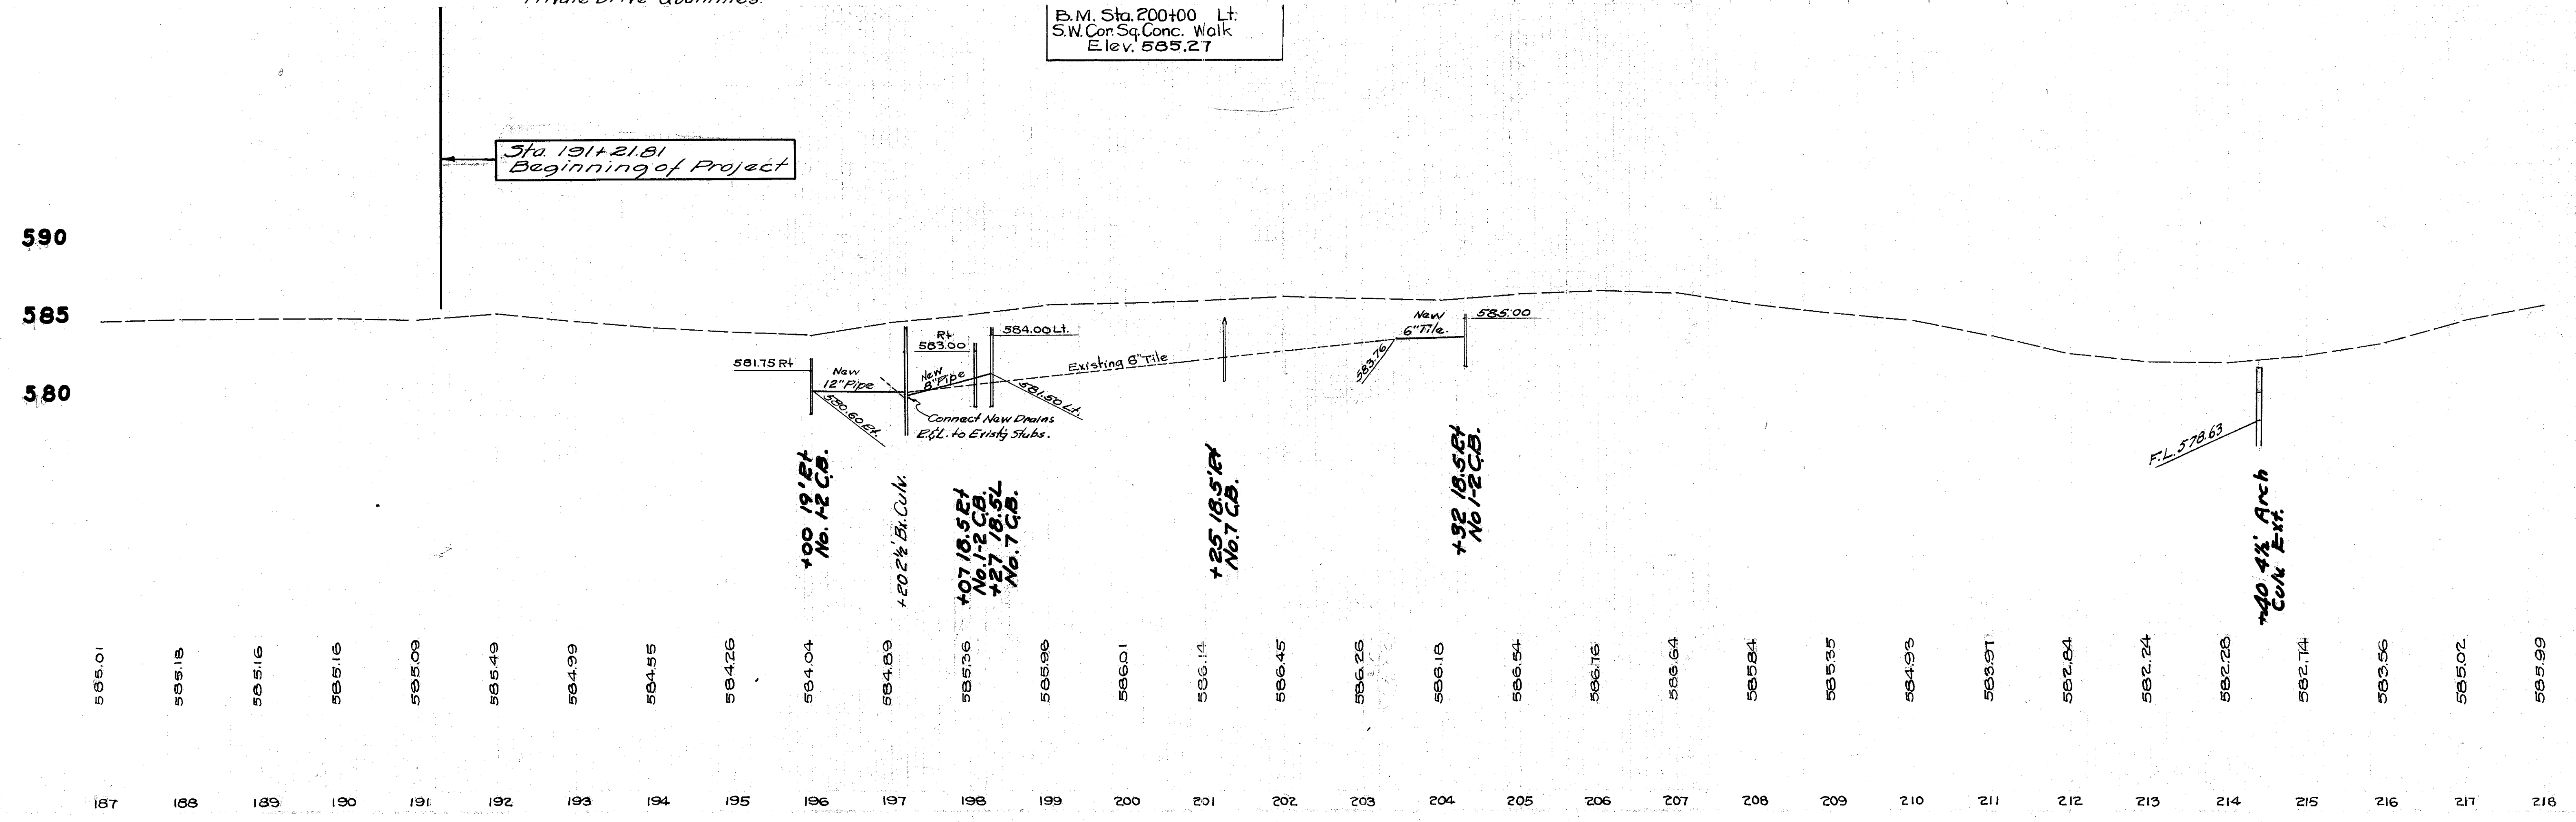 Private Drive Quantities.
B.M. Sta. 200+00 Lt.
S.W. Cor. Sq. Conc. Walk
Elev. 585.27
Sta. 191+21.81
Beginning of Project
590
585
580
581.75 Rt
New
12" Pipe
580.60 Rt.
New
8" Pipe
Rt
583.00
584.00 Lt.
581.50 Lt.
Connect New Drains
R.&L. to Exist'g Stubs.
Existing 6" Tile
583.76
New
6" Tile.
585.00
F.L. 578.63
+00 19' Rt
No. 1-2 C.B.
+20 2½' Bx. Culv.
+07 18.5 Rt
No. 1-2 C.B.
+27 18.5 L
No. 7 C.B.
+25 18.5' Rt
No. 7 C.B.
+32 18.5 Rt
No 1-2 C.B.
+40 4½' Arch
Culv. Ext.
585.01 585.18 585.16 585.16 585.09 585.49 584.99 584.55 584.26 584.04 584.89 585.36 585.98 586.01 586.14 586.45 586.26 586.18 586.54 586.76 586.64 585.84 585.35 584.93 583.97 582.84 582.24 582.28 582.74 583.56 585.02 585.99
187 188 189 190 191 192 193 194 195 196 197 198 199 200 201 202 203 204 205 206 207 208 209 210 211 212 213 214 215 216 217 218